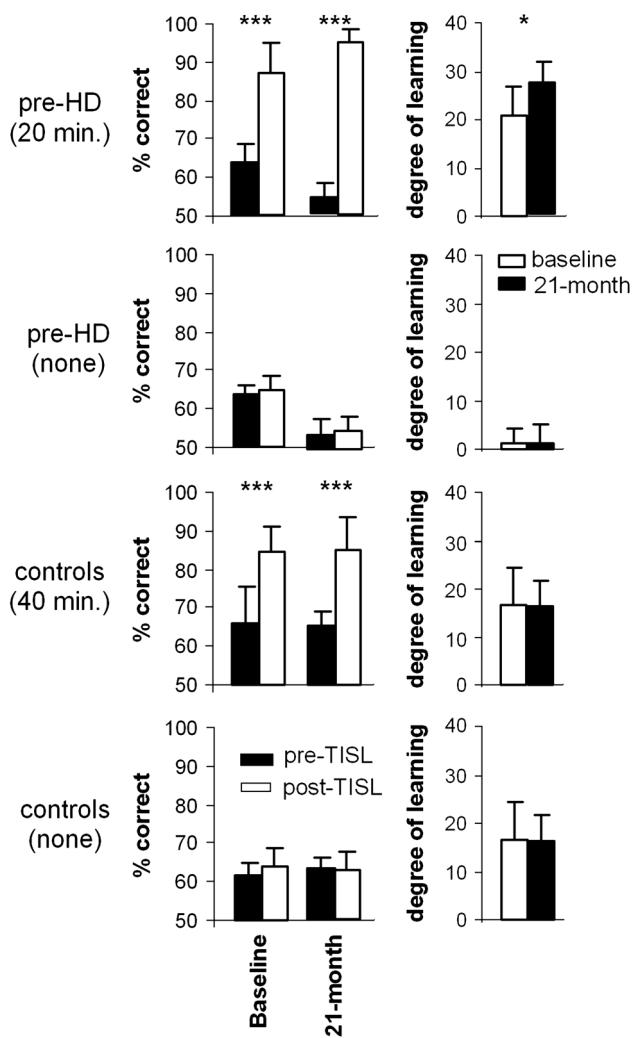 pre-HD
(20 min.)
% correct
100
90
80
70
60
50
***
***
degree of learning
40
30
20
10
0
*
pre-HD
(none)
% correct
100
90
80
70
60
50
degree of learning
40
30
20
10
0
baseline
21-month
controls
(40 min.)
% correct
100
90
80
70
60
50
***
***
degree of learning
40
30
20
10
0
controls
(none)
% correct
100
90
80
70
60
50
pre-TISL
post-TISL
Baseline
21-month
degree of learning
40
30
20
10
0